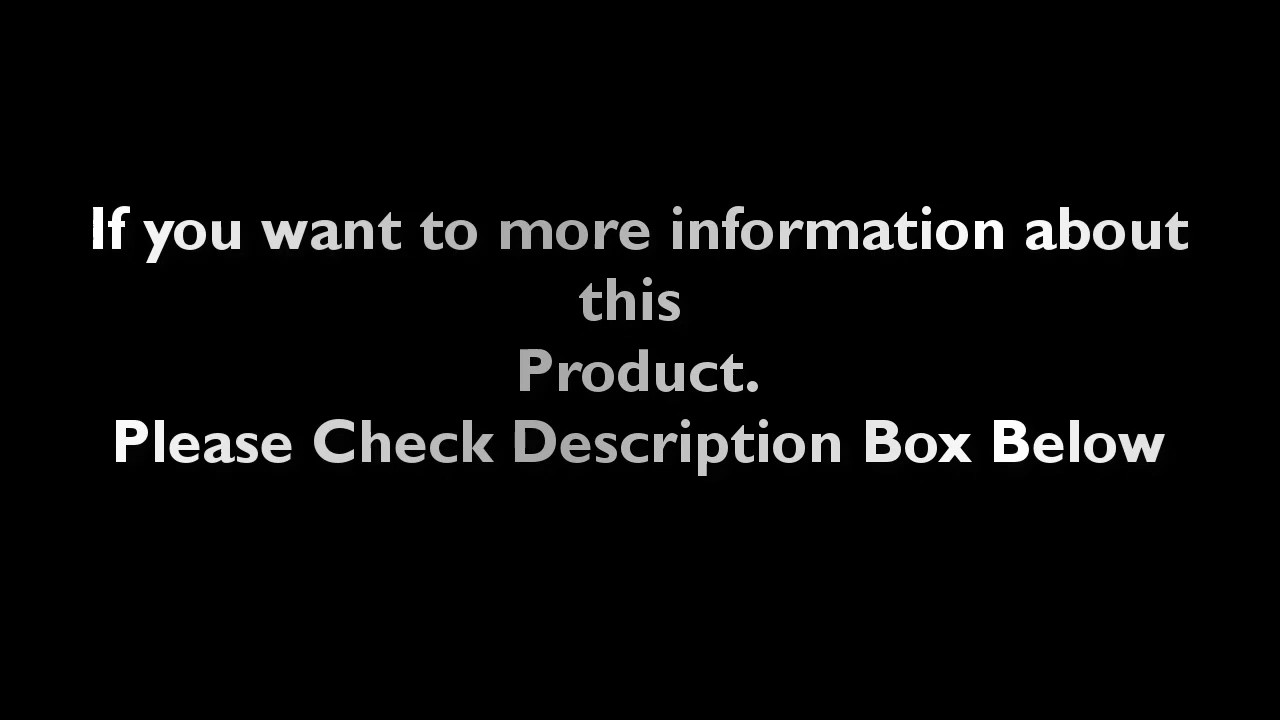 If you want to more information about
this
Product.
Please Check Description Box Below